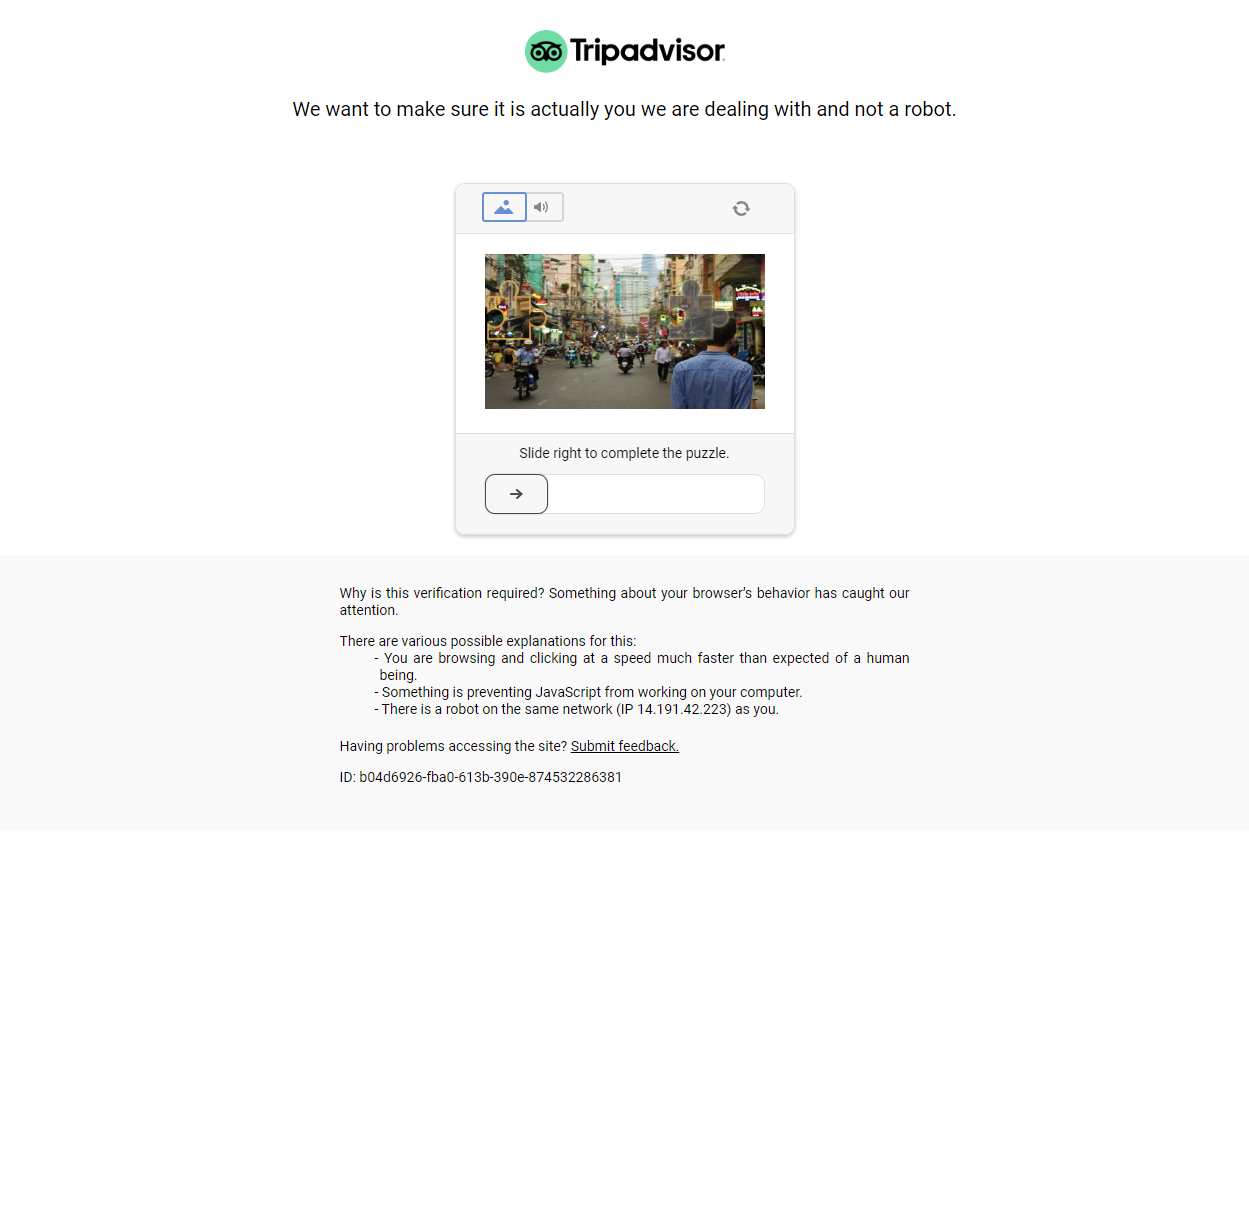 Tripadvisor
We want to make sure it is actually you we are dealing with and not a robot.
Slide right to complete the puzzle.
Why is this verification required? Something about your browser's behavior has caught our
attention.
There are various possible explanations for this:
- You are browsing and clicking at a speed much faster than expected of a human
being.
- Something is preventing JavaScript from working on your computer.
- There is a robot on the same network (IP 14.191.42.223) as you.
Having problems accessing the site? Submit feedback.
ID: b04d6926-fba0-613b-390e-874532286381